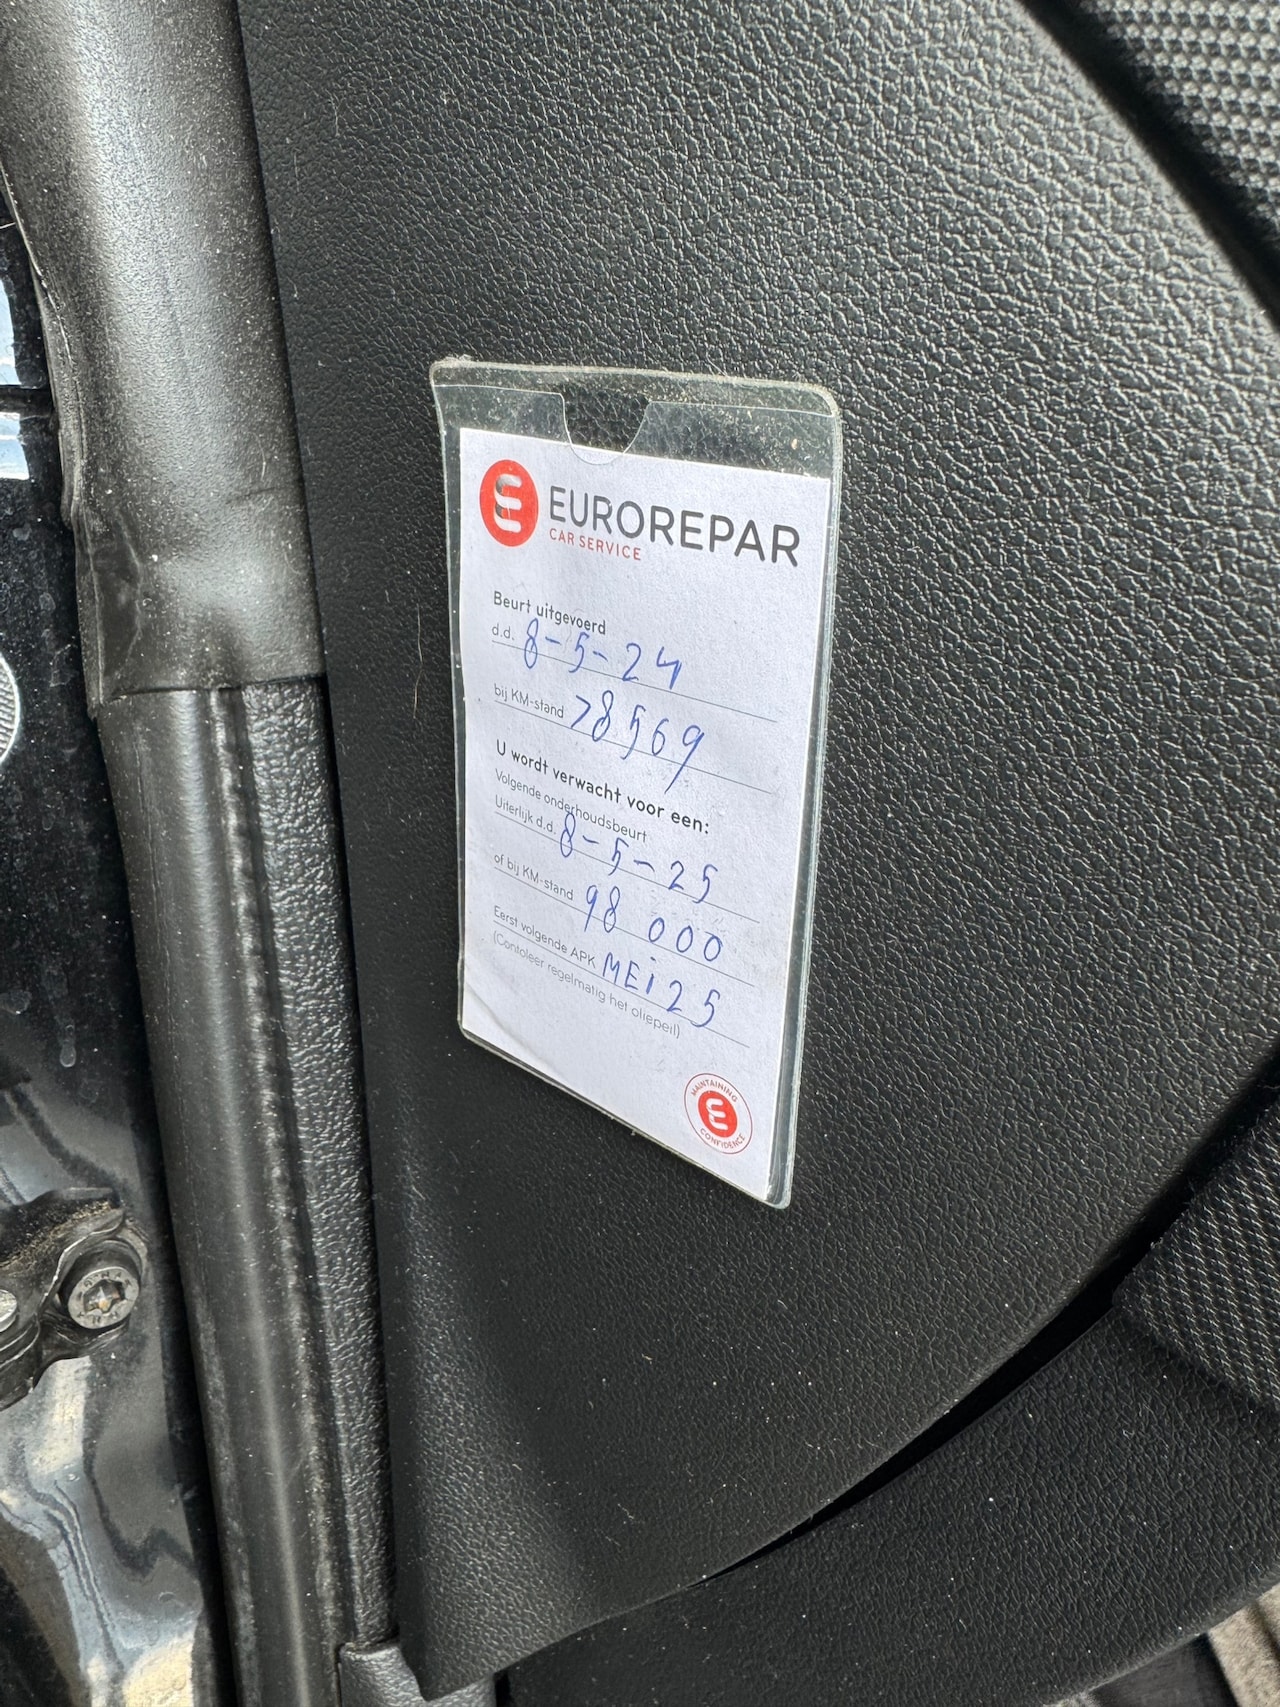 EUROREPAR
CAR SERVICE
Beurt uitgevoerd
d.d. 8-5-24
bij KM-stand 78569
U wordt verwacht voor een:
Volgende onderhoudsbeurt
Uiterlijk d.d. 8-5-25
of bij KM-stand 98 000
Eerst volgende APK MEi 25
(Contoleer regelmatig het oliepeil)
MAINTAINING
CONFIDENCE